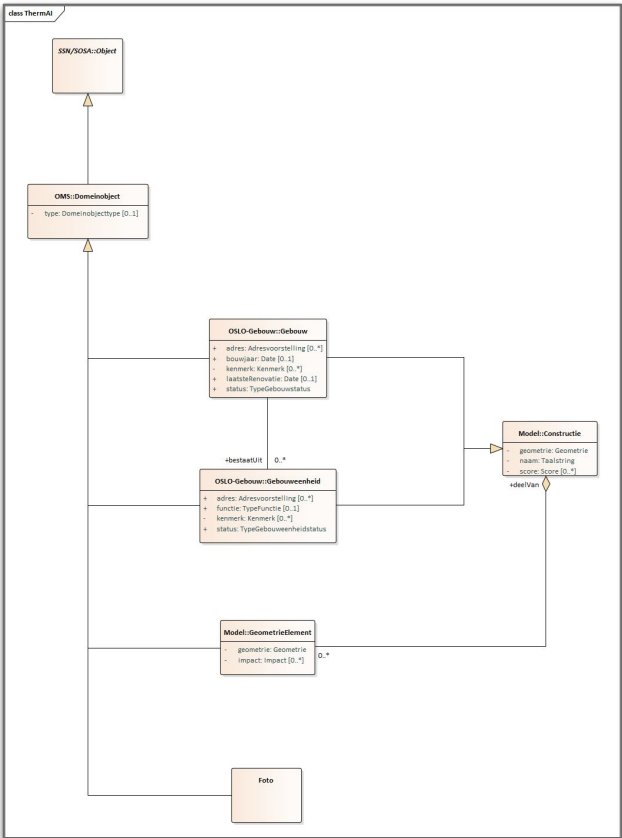 class ThermAI
SSN/SOSA::Object
OMS::Domeinobject
- type: Domeinobjecttype [0..1]
OSLO-Gebouw::Gebouw
+ adres: Adresvoorstelling [0..*]
+ bouwjaar: Date [0..1]
- kenmerk: Kenmerk [0..*]
+ laatsteRenovatie: Date [0..1]
+ status: TypeGebouwstatus
Model::Constructie
- geometrie: Geometrie
- naam: Taalstring
- score: Score [0..*]
+deelVan
+bestaatUit 0..*
OSLO-Gebouw::Gebouweenheid
+ adres: Adresvoorstelling [0..*]
+ functie: TypeFunctie [0..1]
- kenmerk: Kenmerk [0..*]
+ status: TypeGebouweenheidstatus
Model::GeometrieElement
- geometrie: Geometrie
- impact: Impact [0..*]
0..*
Foto